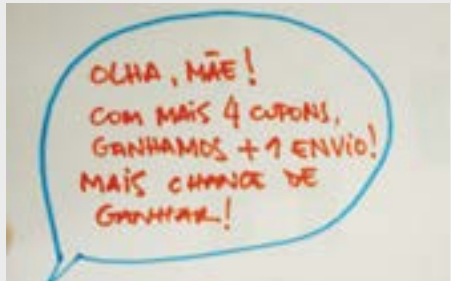 OLHA, MÃE!
COM MAIS 4 CUPONS,
GANHAMOS + 1 ENVIO!
MAIS CHANCE DE
GANHAR!